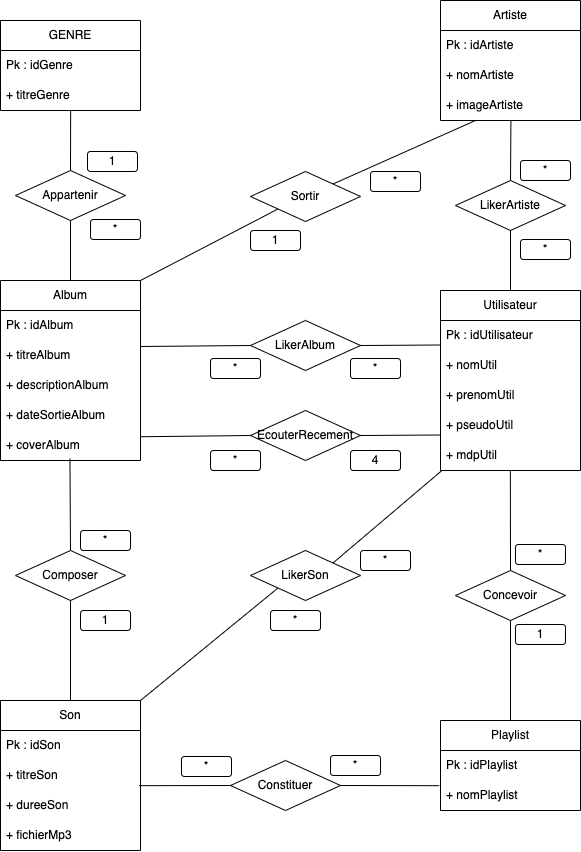 GENRE
Pk : idGenre
+ titreGenre
Artiste
Pk : idArtiste
+ nomArtiste
+ imageArtiste
1
Appartenir
*
Sortir
*
1
*
LikerArtiste
*
Album
Pk : idAlbum
+ titreAlbum
+ descriptionAlbum
+ dateSortieAlbum
+ coverAlbum
LikerAlbum
*
*
EcouterRecement
*
4
Utilisateur
Pk : idUtilisateur
+ nomUtil
+ prenomUtil
+ pseudoUtil
+ mdpUtil
*
Composer
1
LikerSon
*
*
*
Concevoir
1
Son
Pk : idSon
+ titreSon
+ dureeSon
+ fichierMp3
*
Constituer
*
Playlist
Pk : idPlaylist
+ nomPlaylist